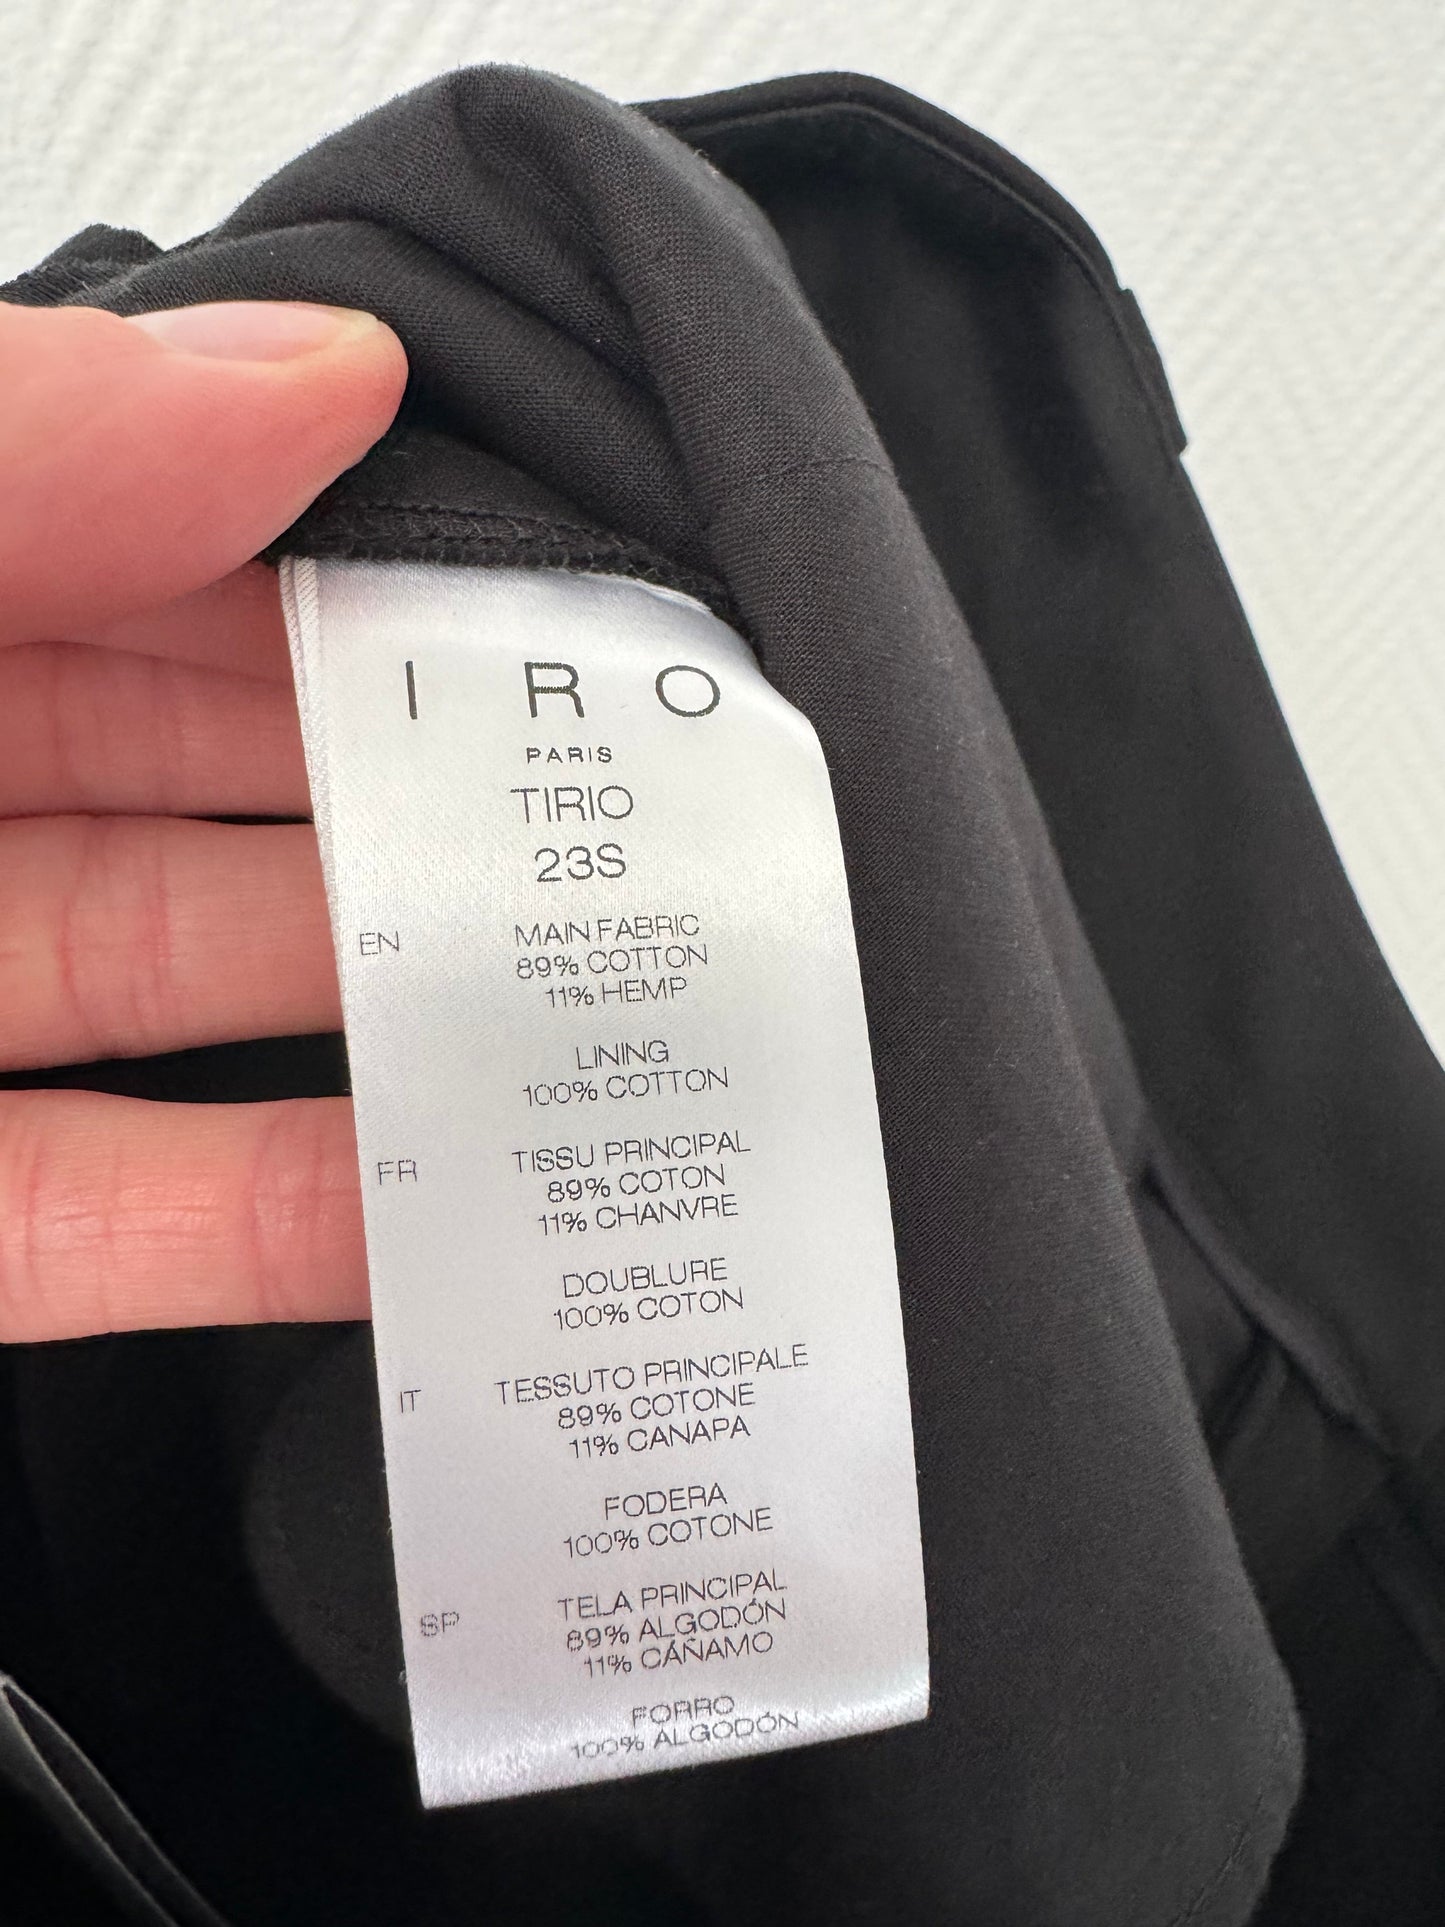 IRO
PARIS
TIRIO
23S
EN
MAIN FABRIC
89% COTTON
11% HEMP
LINING
100% COTTON
FR
TISSU PRINCIPAL
89% COTON
11% CHANVRE
DOUBLURE
100% COTON
IT
TESSUTO PRINCIPALE
89% COTONE
11% CANAPA
FODERA
100% COTONE
SP
TELA PRINCIPAL
89% ALGODÓN
11% CÁÑAMO
FORRO
100% ALGODÓN